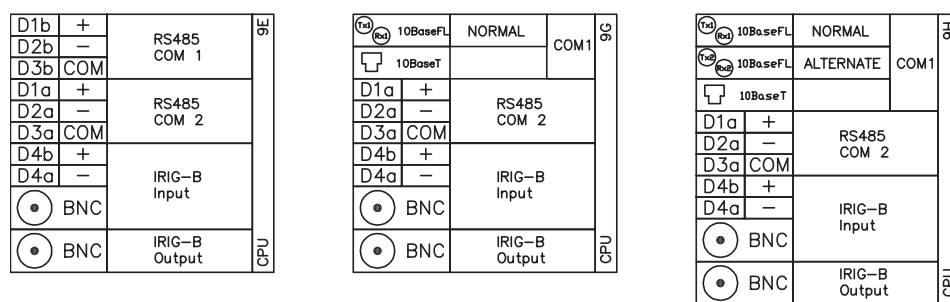 D1b + RS485 COM 1 9E
D2b −
D3b COM
D1a + RS485 COM 2
D2a −
D3a COM
D4b + IRIG−B Input
D4a −
BNC
BNC IRIG−B Output CPU
Tx1 Rx1 10BaseFL NORMAL COM1 9G
10BaseT
D1a + RS485 COM 2
D2a −
D3a COM
D4b + IRIG−B Input
D4a −
BNC
BNC IRIG−B Output CPU
Tx1 Rx1 10BaseFL NORMAL COM1 9H
Tx2 Rx2 10BaseFL ALTERNATE
10BaseT
D1a + RS485 COM 2
D2a −
D3a COM
D4b + IRIG−B Input
D4a −
BNC
BNC IRIG−B Output CPU